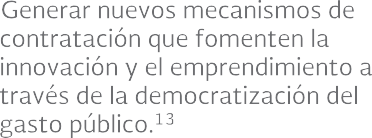 Generar nuevos mecanismos de
contratación que fomenten la
innovación y el emprendimiento a
través de la democratización del
gasto público.¹³